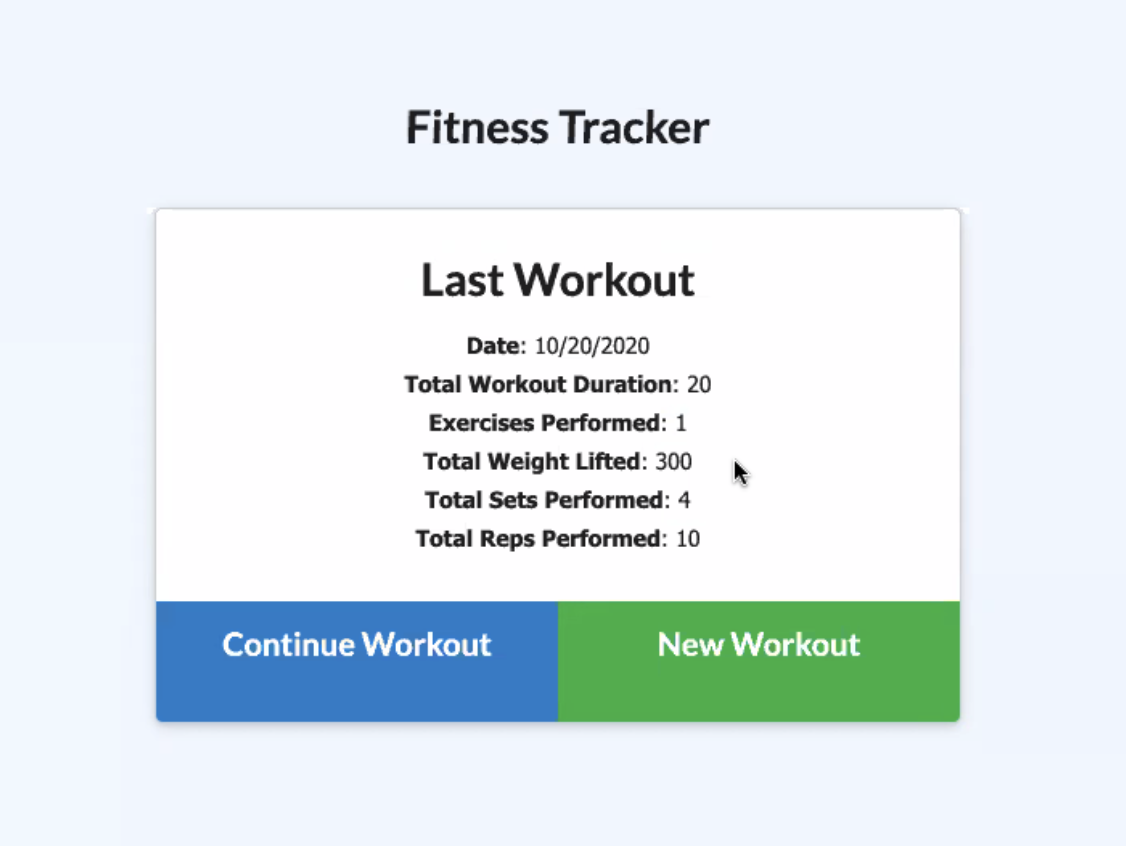 Fitness Tracker
Last Workout
Date: 10/20/2020
Total Workout Duration: 20
Exercises Performed: 1
Total Weight Lifted: 300
Total Sets Performed: 4
Total Reps Performed: 10
Continue Workout
New Workout